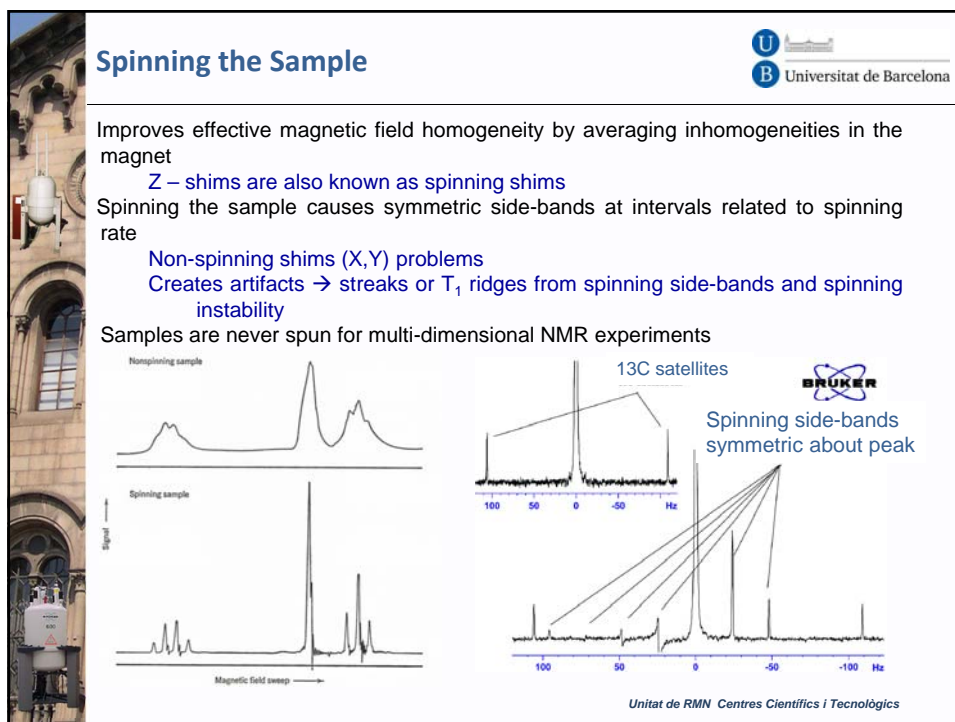 Spinning the Sample
U
B Universitat de Barcelona
Improves effective magnetic field homogeneity by averaging inhomogeneities in the
magnet
Z – shims are also known as spinning shims
Spinning the sample causes symmetric side-bands at intervals related to spinning
rate
Non-spinning shims (X,Y) problems
Creates artifacts → streaks or T₁ ridges from spinning side-bands and spinning
instability
Samples are never spun for multi-dimensional NMR experiments
Nonspinning sample
Spinning sample
Signal →
Magnetic field sweep →
13C satellites
100 50 0 -50 Hz
BRUKER
Spinning side-bands
symmetric about peak
100 50 0 -50 -100 Hz
BRUKER
Unitat de RMN Centres Científics i Tecnològics